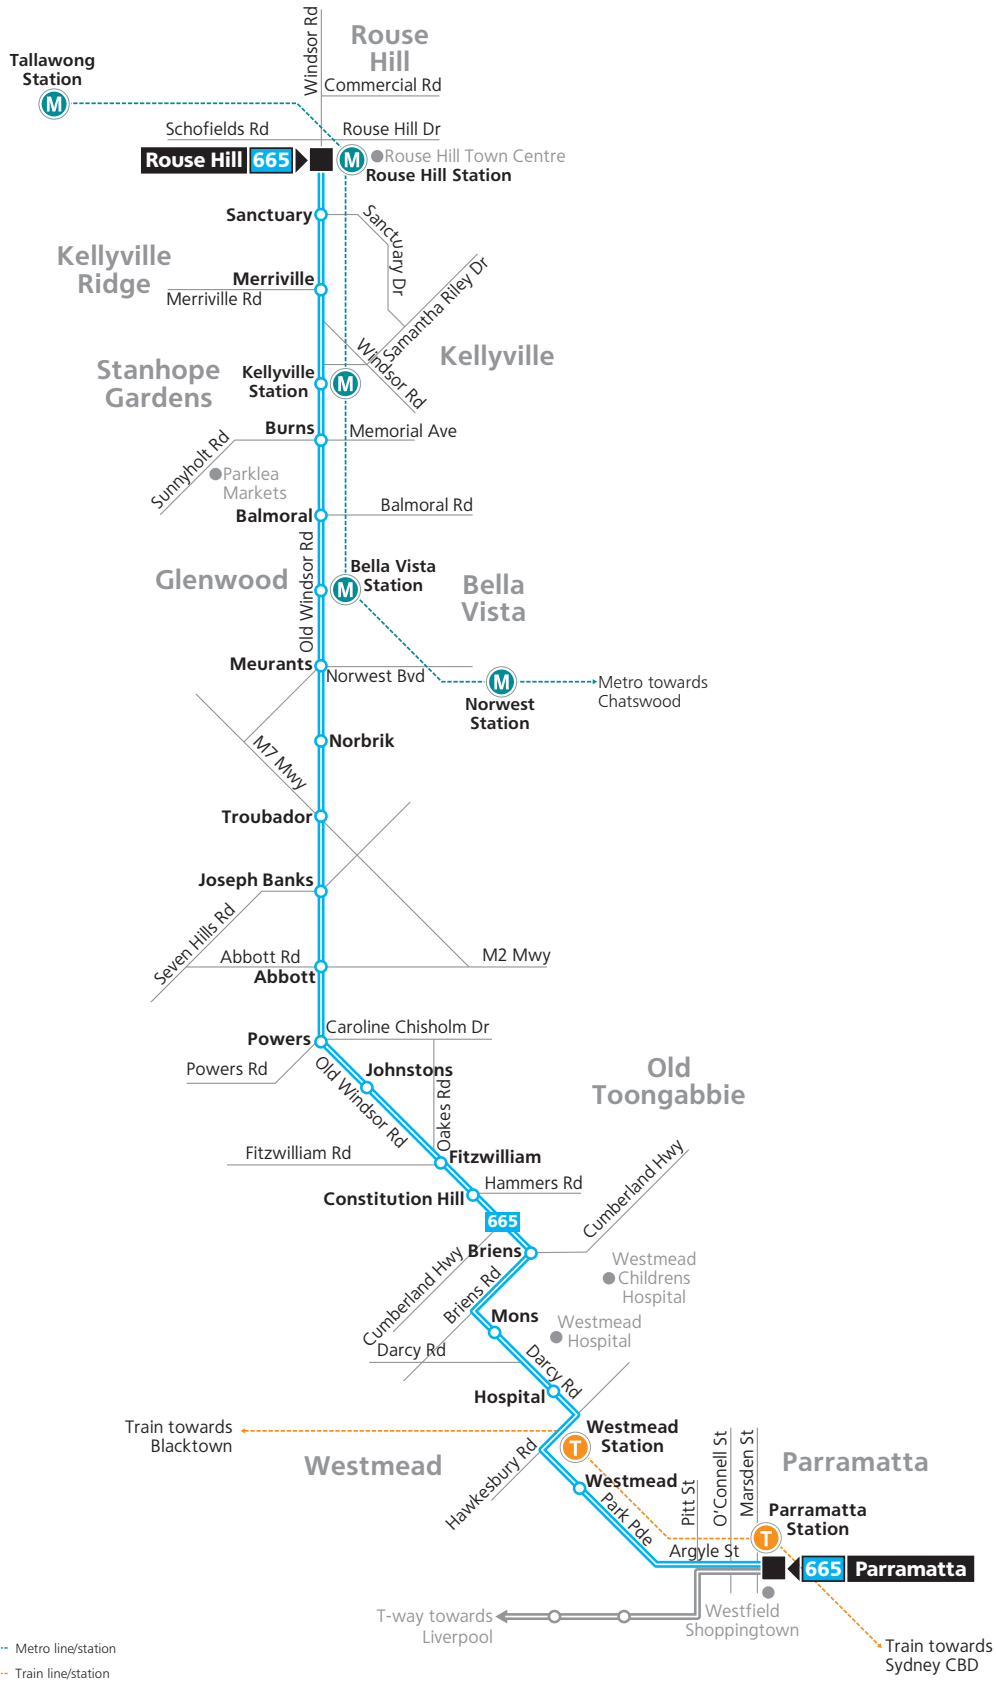 Windsor Rd
Rouse
Hill
Tallawong
Station
M
Commercial Rd
Schofields Rd
Rouse Hill Dr
Rouse Hill 665
M
Rouse Hill Town Centre
Rouse Hill Station
Sanctuary
Sanctuary Dr
Kellyville
Ridge
Merriville
Merriville Rd
Samantha Riley Dr
Windsor Rd
Kellyville
Stanhope
Gardens
Kellyville
Station
M
Burns
Memorial Ave
Sunnyholt Rd
Parklea
Markets
Balmoral
Balmoral Rd
Old Windsor Rd
Glenwood
Bella Vista
Station
M
Bella
Vista
Meurants
Norwest Bvd
M
Norwest
Station
Metro towards
Chatswood
Norbrik
M7 Mwy
Troubador
Joseph Banks
Seven Hills Rd
Abbott Rd
Abbott
M2 Mwy
Powers
Caroline Chisholm Dr
Powers Rd
Johnstons
Old Windsor Rd
Oakes Rd
Old
Toongabbie
Fitzwilliam Rd
Fitzwilliam
Hammers Rd
Constitution Hill
665
Cumberland Hwy
Briens
Cumberland Hwy
Briens Rd
Westmead
Childrens
Hospital
Mons
Westmead
Hospital
Darcy Rd
Darcy Rd
Hospital
Train towards
Blacktown
Westmead
Station
T
Westmead
Hawkesbury Rd
Westmead
Park Pde
Pitt St
O'Connell St
Marsden St
Parramatta
Parramatta
Station
T
Argyle St
665 Parramatta
T-way towards
Liverpool
Westfield
Shoppingtown
Train towards
Sydney CBD
Metro line/station
Train line/station